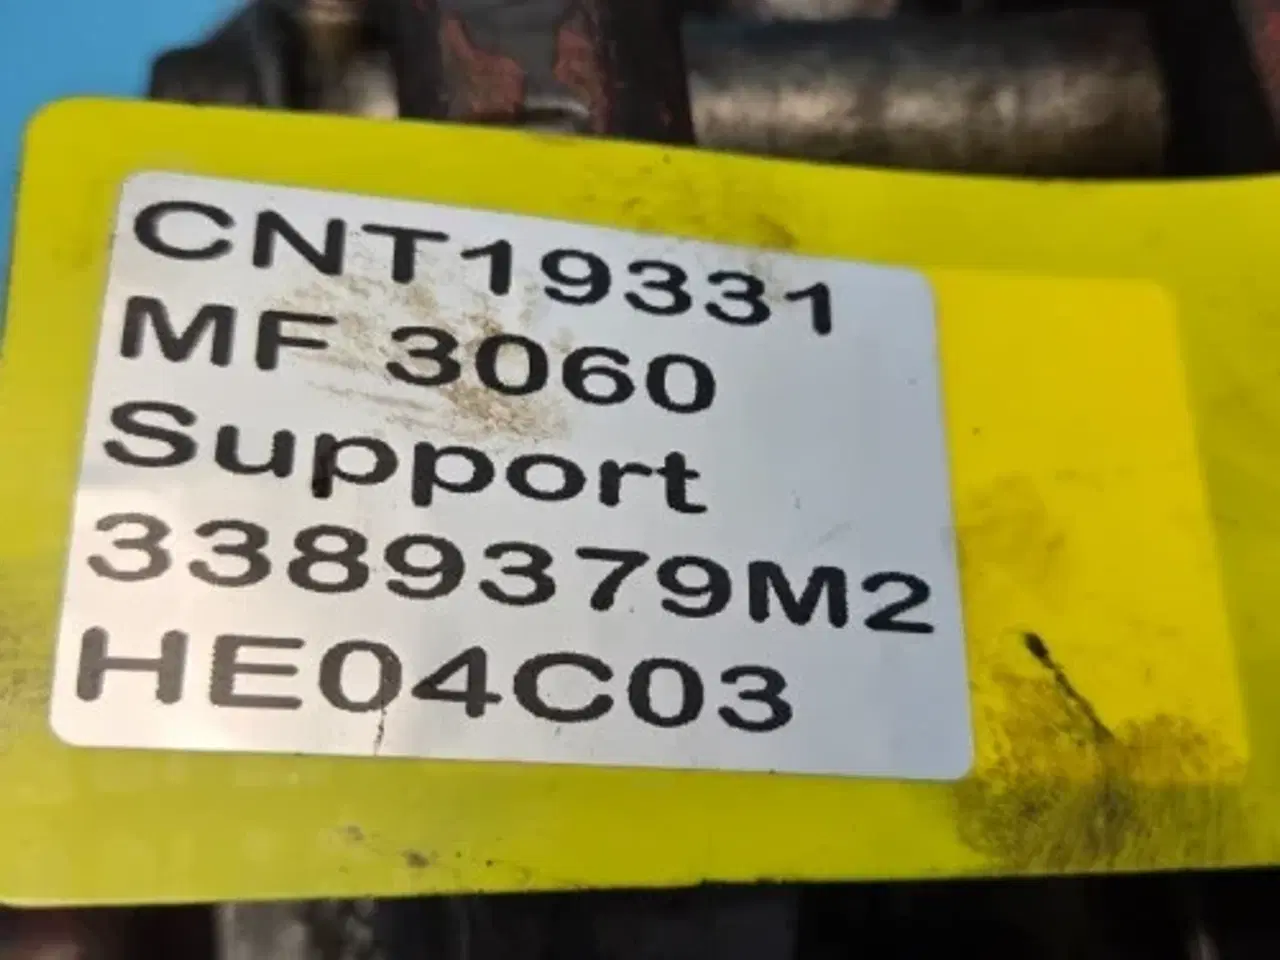 CNT19331
MF 3060
Support
3389379M2
HE04C03